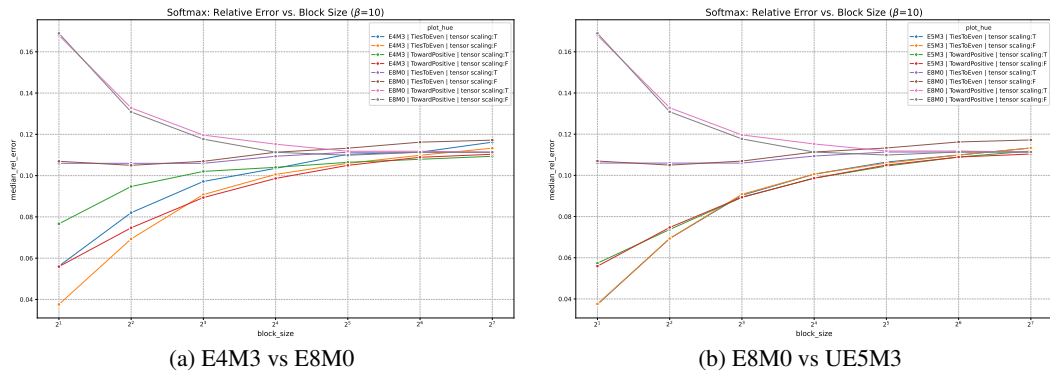 Softmax: Relative Error vs. Block Size (β=10)
plot_hue
E4M3 | TiesToEven | tensor scaling:T
E4M3 | TiesToEven | tensor scaling:F
E4M3 | TowardPositive | tensor scaling:T
E4M3 | TowardPositive | tensor scaling:F
E8M0 | TiesToEven | tensor scaling:T
E8M0 | TiesToEven | tensor scaling:F
E8M0 | TowardPositive | tensor scaling:T
E8M0 | TowardPositive | tensor scaling:F
0.16
0.14
0.12
0.10
0.08
0.06
0.04
median_rel_error
2¹ 2² 2³ 2⁴ 2⁵ 2⁶ 2⁷
block_size
(a) E4M3 vs E8M0
Softmax: Relative Error vs. Block Size (β=10)
plot_hue
E5M3 | TiesToEven | tensor scaling:T
E5M3 | TiesToEven | tensor scaling:F
E5M3 | TowardPositive | tensor scaling:T
E5M3 | TowardPositive | tensor scaling:F
E8M0 | TiesToEven | tensor scaling:T
E8M0 | TiesToEven | tensor scaling:F
E8M0 | TowardPositive | tensor scaling:T
E8M0 | TowardPositive | tensor scaling:F
0.16
0.14
0.12
0.10
0.08
0.06
0.04
median_rel_error
2¹ 2² 2³ 2⁴ 2⁵ 2⁶ 2⁷
block_size
(b) E8M0 vs UE5M3